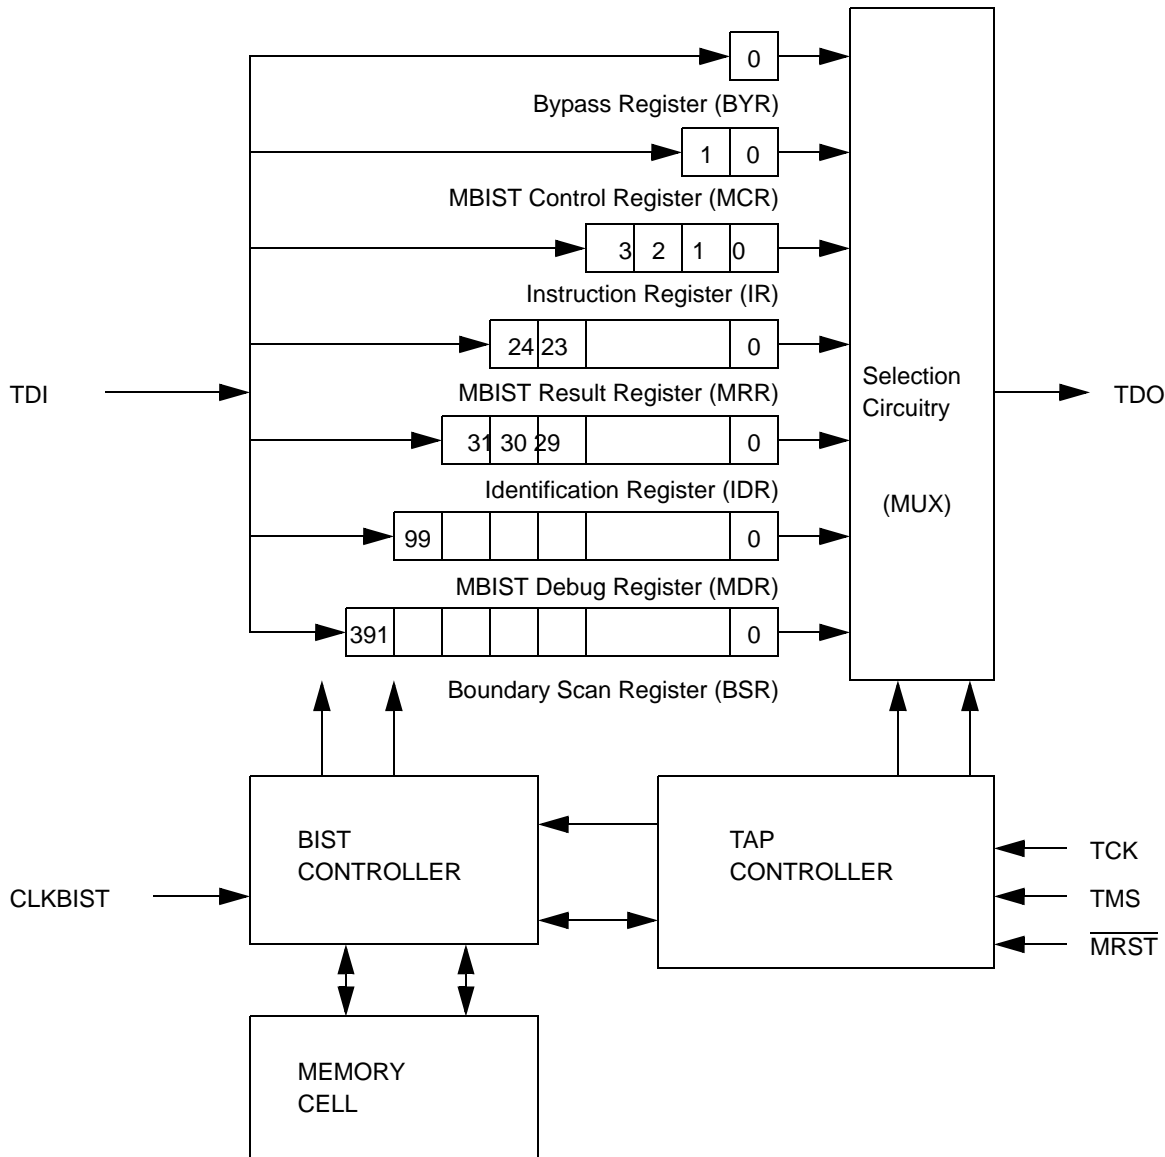 0
Bypass Register (BYR)
1 0
MBIST Control Register (MCR)
3 2 1 0
Instruction Register (IR)
24 23 0
MBIST Result Register (MRR)
31 30 29 0
Identification Register (IDR)
99 0
MBIST Debug Register (MDR)
391 0
Boundary Scan Register (BSR)
TDI
Selection
Circuitry
(MUX)
TDO
BIST
CONTROLLER
TAP
CONTROLLER
CLKBIST
TCK
TMS
MRST
MEMORY
CELL